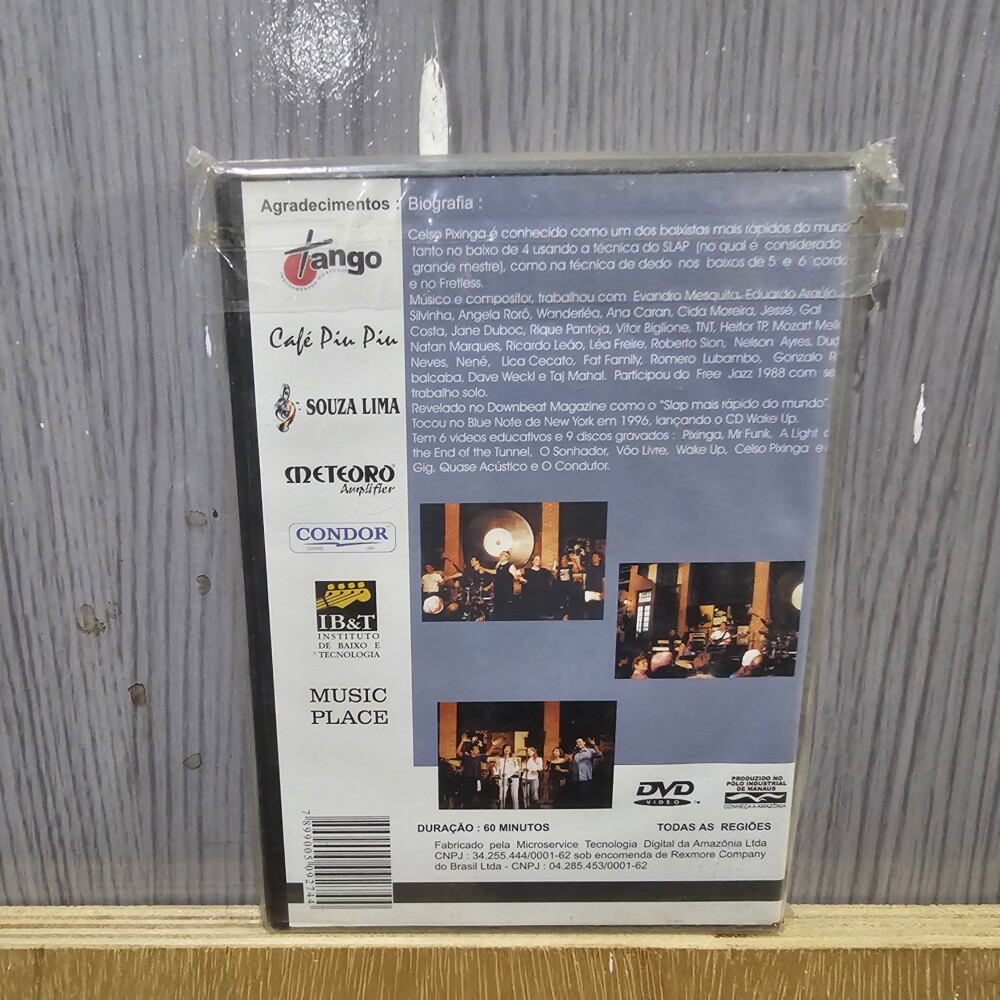 Agradecimentos :
Tango
Café Piu Piu
SOUZA LIMA
METEORO
Amplifier
CONDOR
IB&T
INSTITUTO
DE BAIXO E
TECNOLOGIA
MUSIC
PLACE
7899005092744
Biografia :
Celso Pixinga é conhecido como um dos baixistas mais rápidos do mundo
tanto no baixo de 4 usando a técnica do SLAP (no qual é considerado
grande mestre), como na técnica de dedo nos baixos de 5 e 6 corda
e no Fretless.
Músico e compositor, trabalhou com Evandro Mesquita, Eduardo Araújo
Silvinha, Angela Roró, Wanderléa, Ana Caran, Cida Moreira, Jessé, Gal
Costa, Jane Duboc, Rique Pantoja, Vitor Biglione, TNT, Heitor TP, Mozart
Natan Marques, Ricardo Leão, Léa Freire, Roberto Sion, Nelson Ayres,
Neves, Nené, Lica Cecato, Fat Family, Romero Lubambo, Gonzalo
balcaba, Dave Weckl e Taj Mahal. Participou do Free Jazz 1988 com se
trabalho solo.
Revelado no Downbeat Magazine como o "Slap mais rápido do mundo"
Tocou no Blue Note de New York em 1996, lançando o CD Wake Up.
Tem 6 videos educativos e 9 discos gravados : Pixinga, Mr Funk, A Light
the End of the Tunnel, O Sonhador, Vôo Livre, Wake Up, Celso Pixinga e
Gig, Quase Acústico e O Condutor.
DVD
VIDEO
TM
PRODUZIDO NO
PÓLO INDUSTRIAL
DE MANAUS
CONHEÇA A AMAZÔNIA
DURAÇÃO : 60 MINUTOS TODAS AS REGIÕES
Fabricado pela Microservice Tecnologia Digital da Amazônia Ltda
CNPJ : 34.255.444/0001-62 sob encomenda de Rexmore Company
do Brasil Ltda - CNPJ : 04.285.453/0001-62